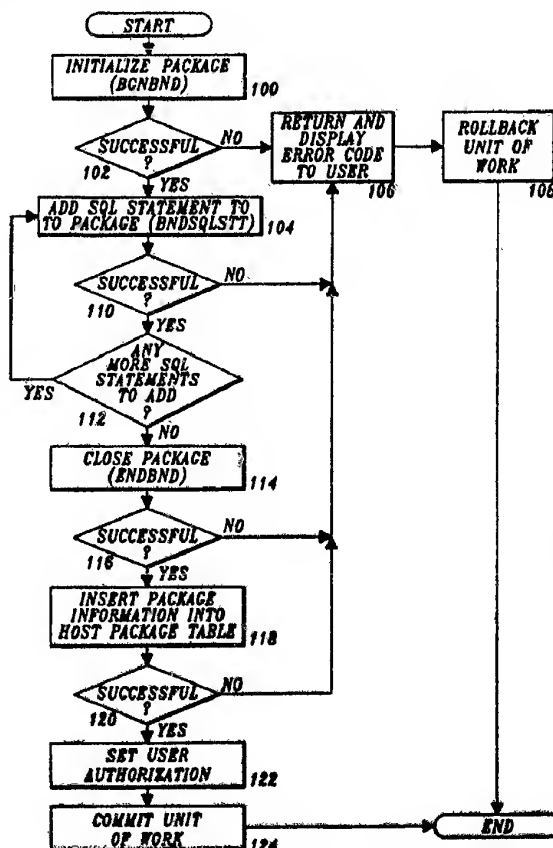 START
INITIALIZE PACKAGE
(BGNBND)
100
SUCCESSFUL
?
102
NO
YES
RETURN AND
DISPLAY
ERROR CODE
TO USER
106
ROLLBACK
UNIT OF
WORK
108
ADD SQL STATEMENT TO
TO PACKAGE (BNDSQLSTT)
104
SUCCESSFUL
?
110
NO
YES
ANY
MORE SQL
STATEMENTS
TO ADD
?
112
YES
NO
CLOSE PACKAGE
(ENDBND)
114
SUCCESSFUL
?
116
NO
YES
INSERT PACKAGE
INFORMATION INTO
HOST PACKAGE TABLE
118
SUCCESSFUL
?
120
NO
YES
SET USER
AUTHORIZATION
122
COMMIT UNIT
OF WORK
124
END